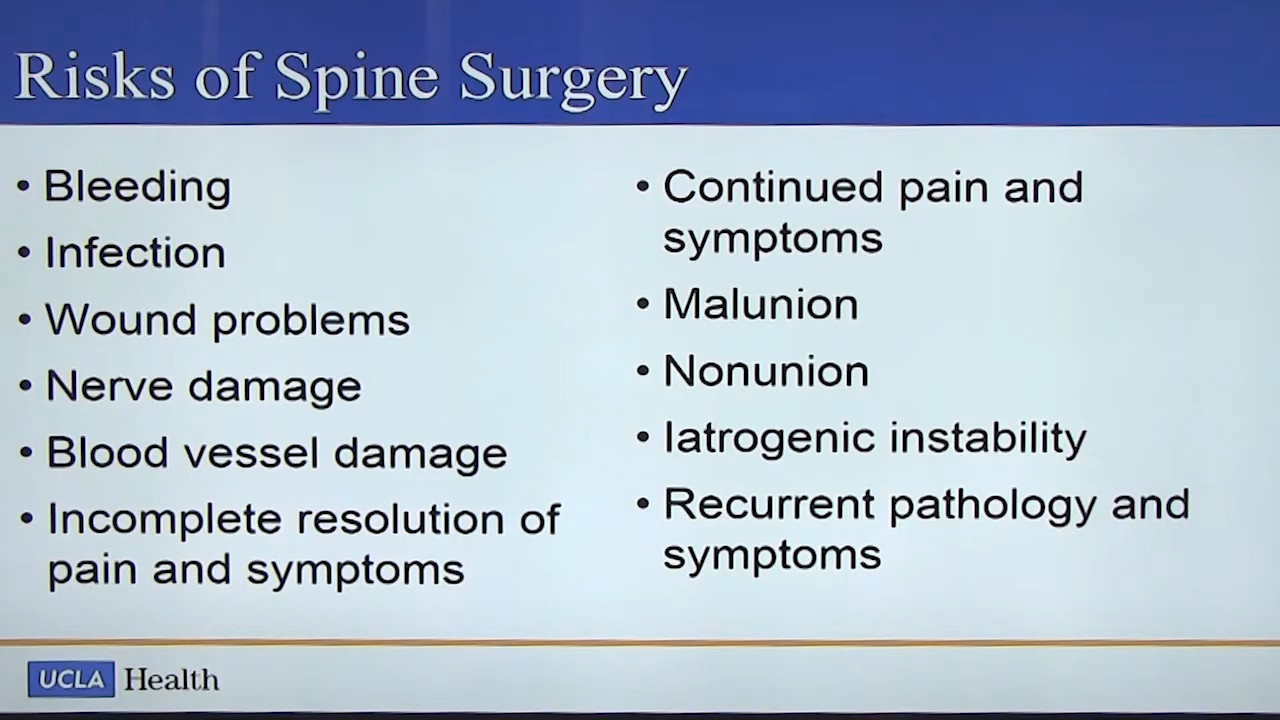 Risks of Spine Surgery
• Bleeding
• Infection
• Wound problems
• Nerve damage
• Blood vessel damage
• Incomplete resolution of
pain and symptoms
• Continued pain and
symptoms
• Malunion
• Nonunion
• Iatrogenic instability
• Recurrent pathology and
symptoms
UCLA Health